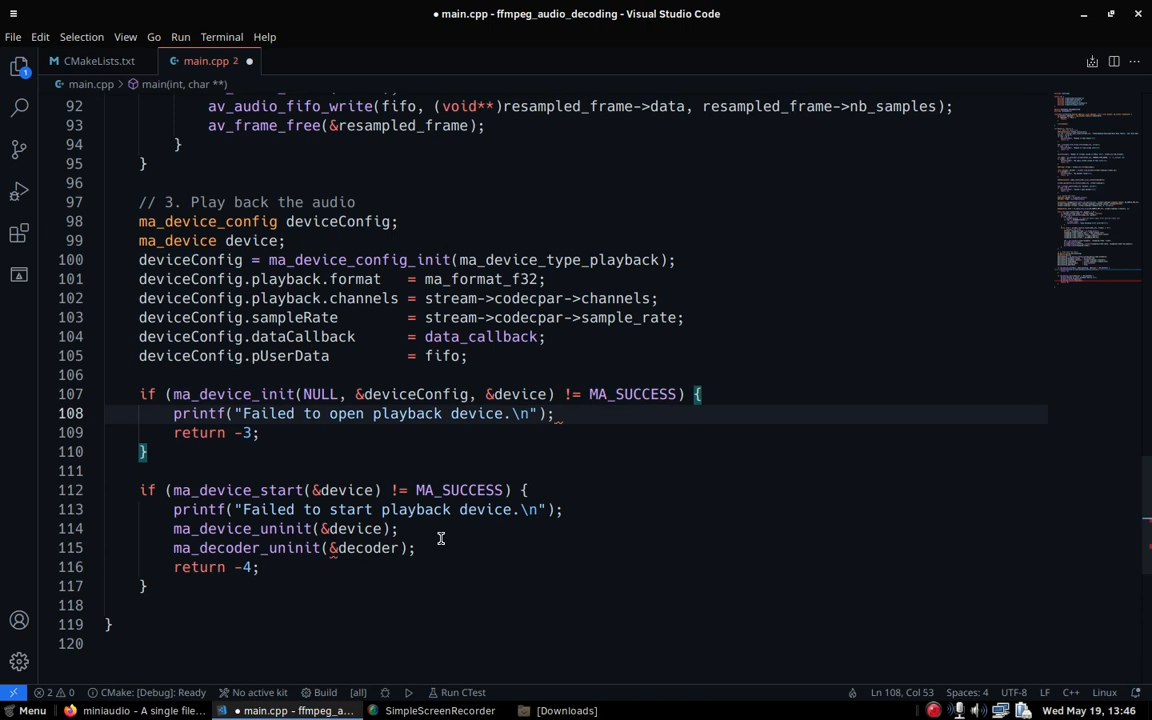 ● main.cpp - ffmpeg_audio_decoding - Visual Studio Code
File Edit Selection View Go Run Terminal Help
CMakeLists.txt main.cpp 2 ●
main.cpp > main(int, char **)
92 av_audio_fifo_write(fifo, (void**)resampled_frame->data, resampled_frame->nb_samples);
93 av_frame_free(&resampled_frame);
94 }
95 }
96
97 // 3. Play back the audio
98 ma_device_config deviceConfig;
99 ma_device device;
100 deviceConfig = ma_device_config_init(ma_device_type_playback);
101 deviceConfig.playback.format = ma_format_f32;
102 deviceConfig.playback.channels = stream->codecpar->channels;
103 deviceConfig.sampleRate = stream->codecpar->sample_rate;
104 deviceConfig.dataCallback = data_callback;
105 deviceConfig.pUserData = fifo;
106
107 if (ma_device_init(NULL, &deviceConfig, &device) != MA_SUCCESS) {
108 printf("Failed to open playback device.\n");
109 return -3;
110 }
111
112 if (ma_device_start(&device) != MA_SUCCESS) {
113 printf("Failed to start playback device.\n");
114 ma_device_uninit(&device);
115 ma_decoder_uninit(&decoder);
116 return -4;
117 }
118
119 }
120
2 0 CMake: [Debug]: Ready No active kit Build [all] Run CTest Ln 108, Col 53 Spaces: 4 UTF-8 LF C++ Linux
Menu miniaudio - A single file... ● main.cpp - ffmpeg_a... SimpleScreenRecorder [Downloads] Wed May 19, 13:46